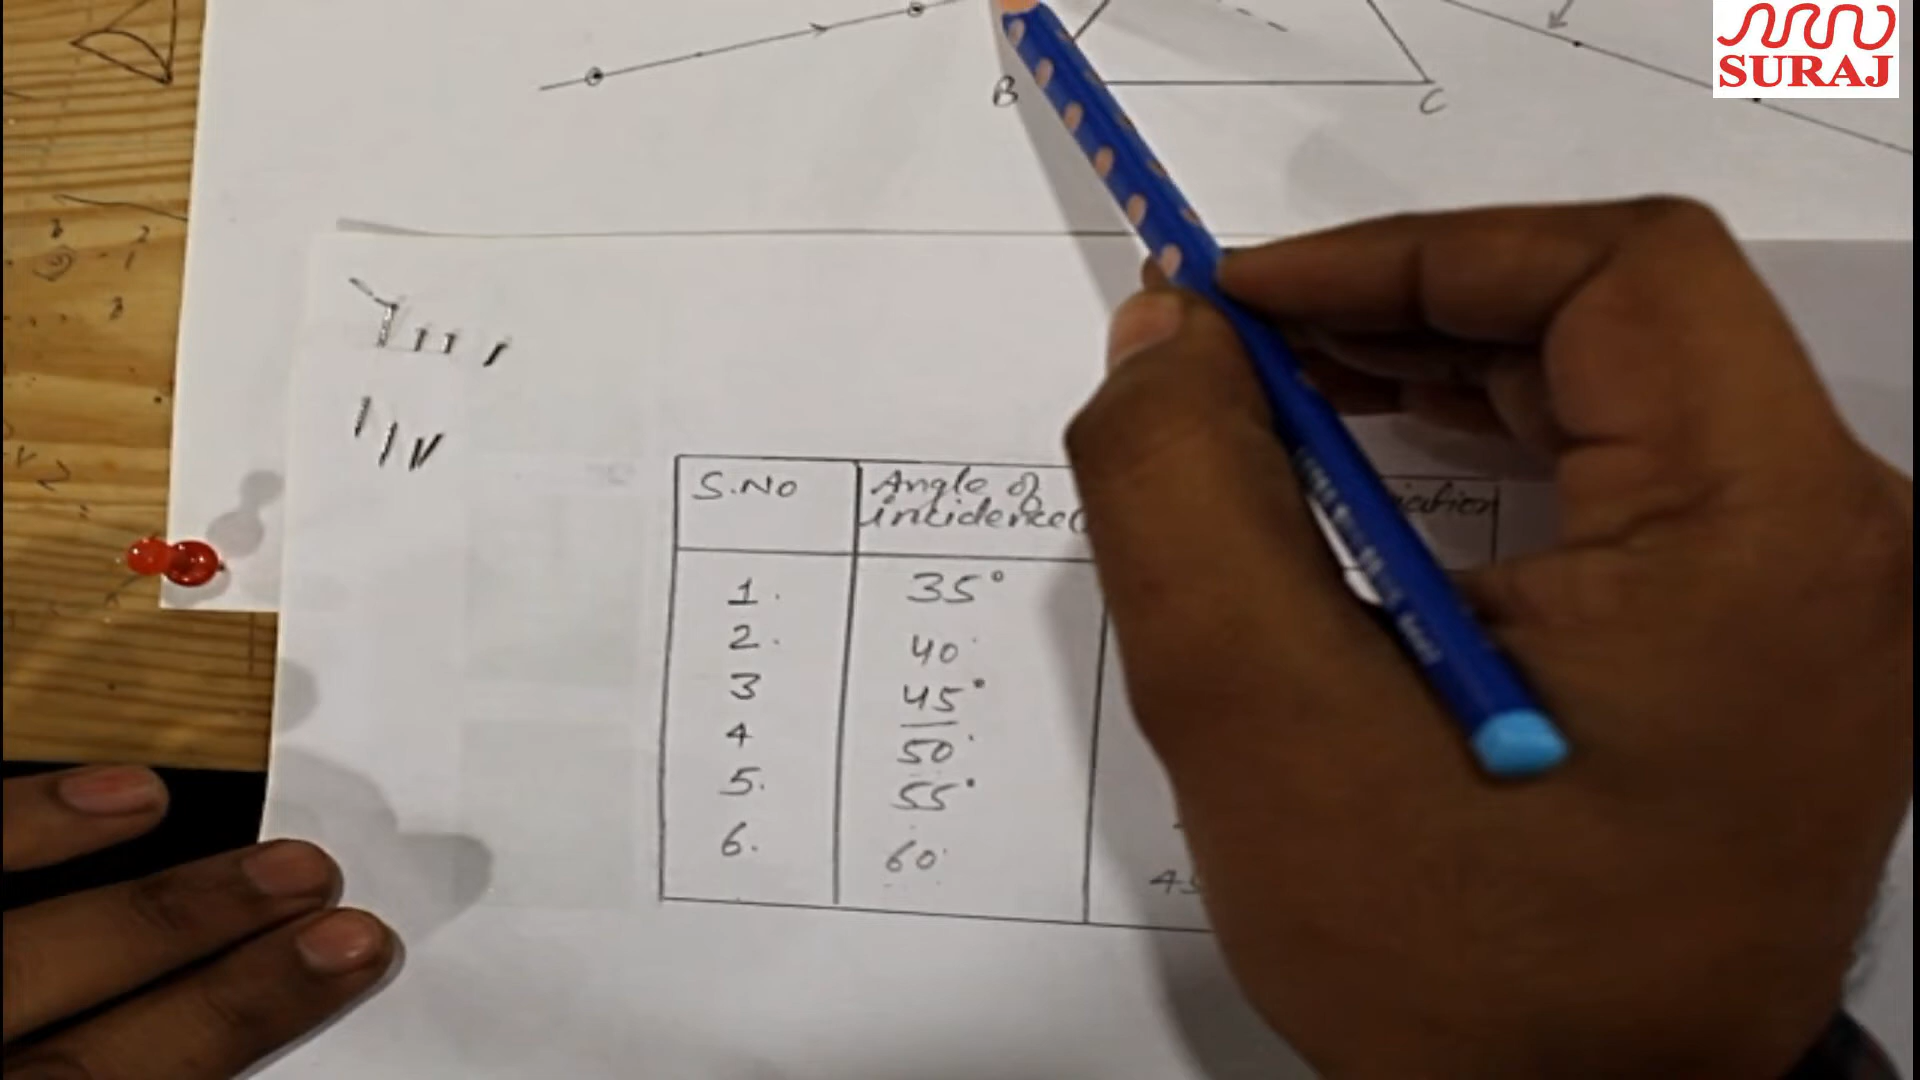 SURAJ
B
C
S.No
Angle of
incidence(
1. 35°
2. 40°
3 45°
4 50°
5. 55°
6. 60°